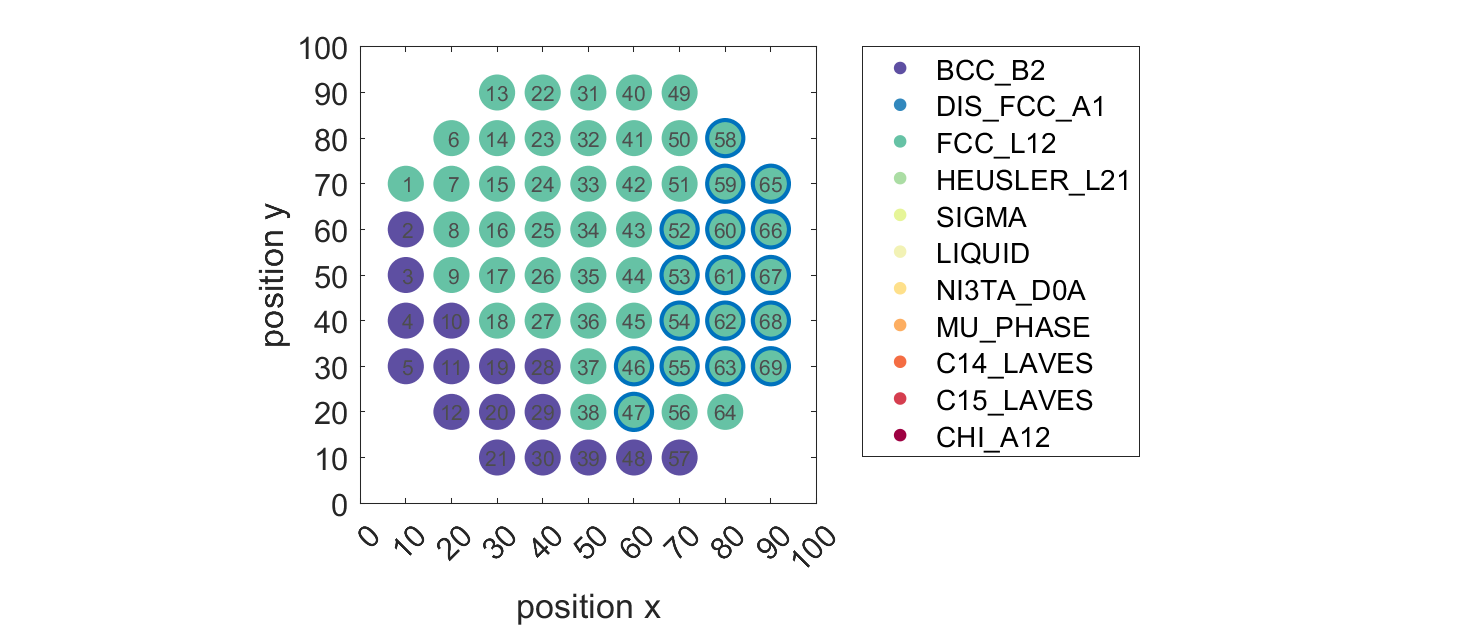 100
90
80
70
60
50
40
30
20
10
0
position y
13 22 31 40 49
6 14 23 32 41 50 58
1 7 15 24 33 42 51 59 65
2 8 16 25 34 43 52 60 66
3 9 17 26 35 44 53 61 67
4 10 18 27 36 45 54 62 68
5 11 19 28 37 46 55 63 69
12 20 29 38 47 56 64
21 30 39 48 57
0 10 20 30 40 50 60 70 80 90 100
position x
BCC_B2
DIS_FCC_A1
FCC_L12
HEUSLER_L21
SIGMA
LIQUID
NI3TA_D0A
MU_PHASE
C14_LAVES
C15_LAVES
CHI_A12